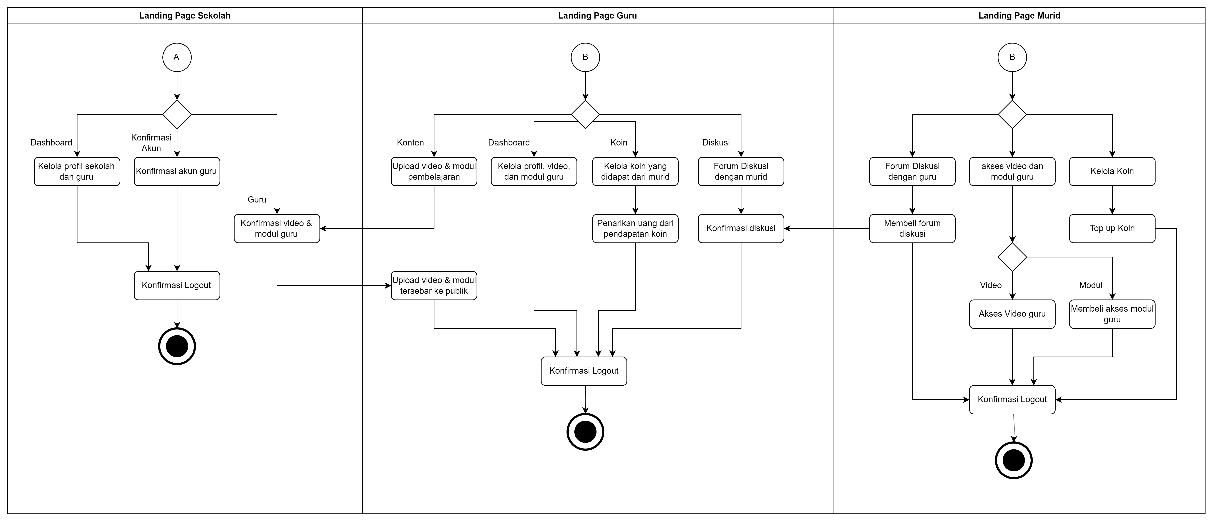 Landing Page Sekolah
Landing Page Guru
Landing Page Murid
A
Dashboard
Konfirmasi
Akun
Kelola profil sekolah
dan guru
Konfirmasi akun guru
Guru
Konfirmasi video &
modul guru
Konfirmasi Logout
B
Konten
Dashboard
Koin
Diskusi
Upload video & modul
pembelajaran
Kelola profil, video,
dan modul guru
Kelola koin yang
didapat dari murid
Forum Diskusi
dengan murid
Penarikan uang dari
pendapatan koin
Konfirmasi diskusi
Upload video & modul
tersebar ke publik
Konfirmasi Logout
B
Forum Diskusi
dengan guru
akses video dan
modul guru
Kelola Koin
Membeli forum
diskusi
Top up Koin
Video
Modul
Akses Video guru
Membeli akses modul
guru
Konfirmasi Logout